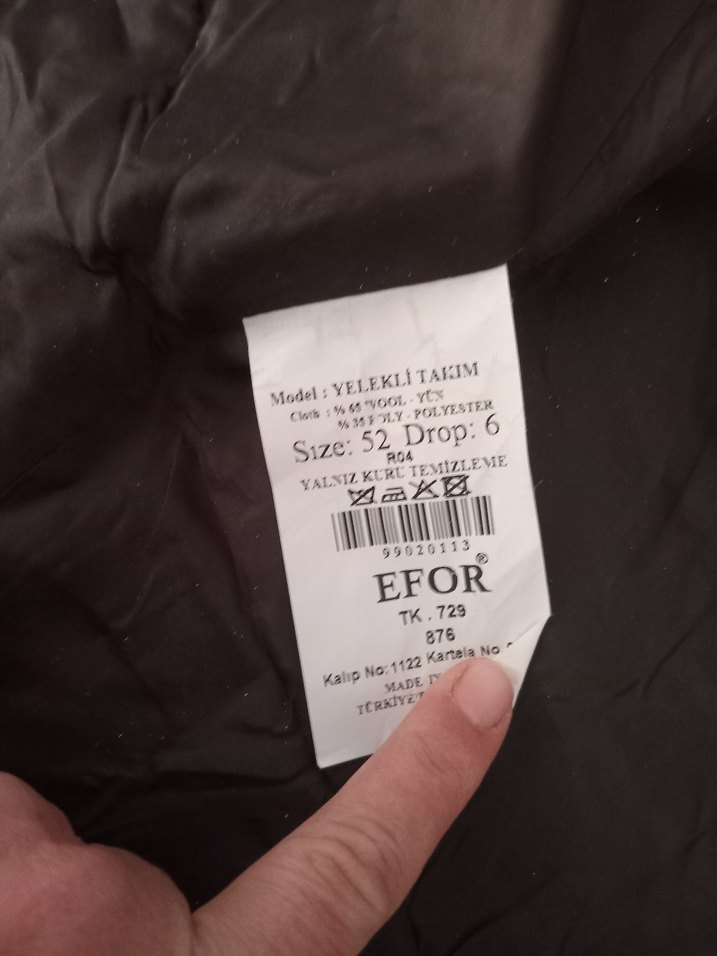 Model : YELEKLİ TAKIM
Cloth : % 65 WOOL - YÜN
% 35 POLY - POLYESTER
Size: 52 Drop: 6
R04
YALNIZ KURU TEMİZLEME
99020113
EFOR®
TK . 729
876
Kalıp No:1122 Kartela No
MADE
TÜRKİYE